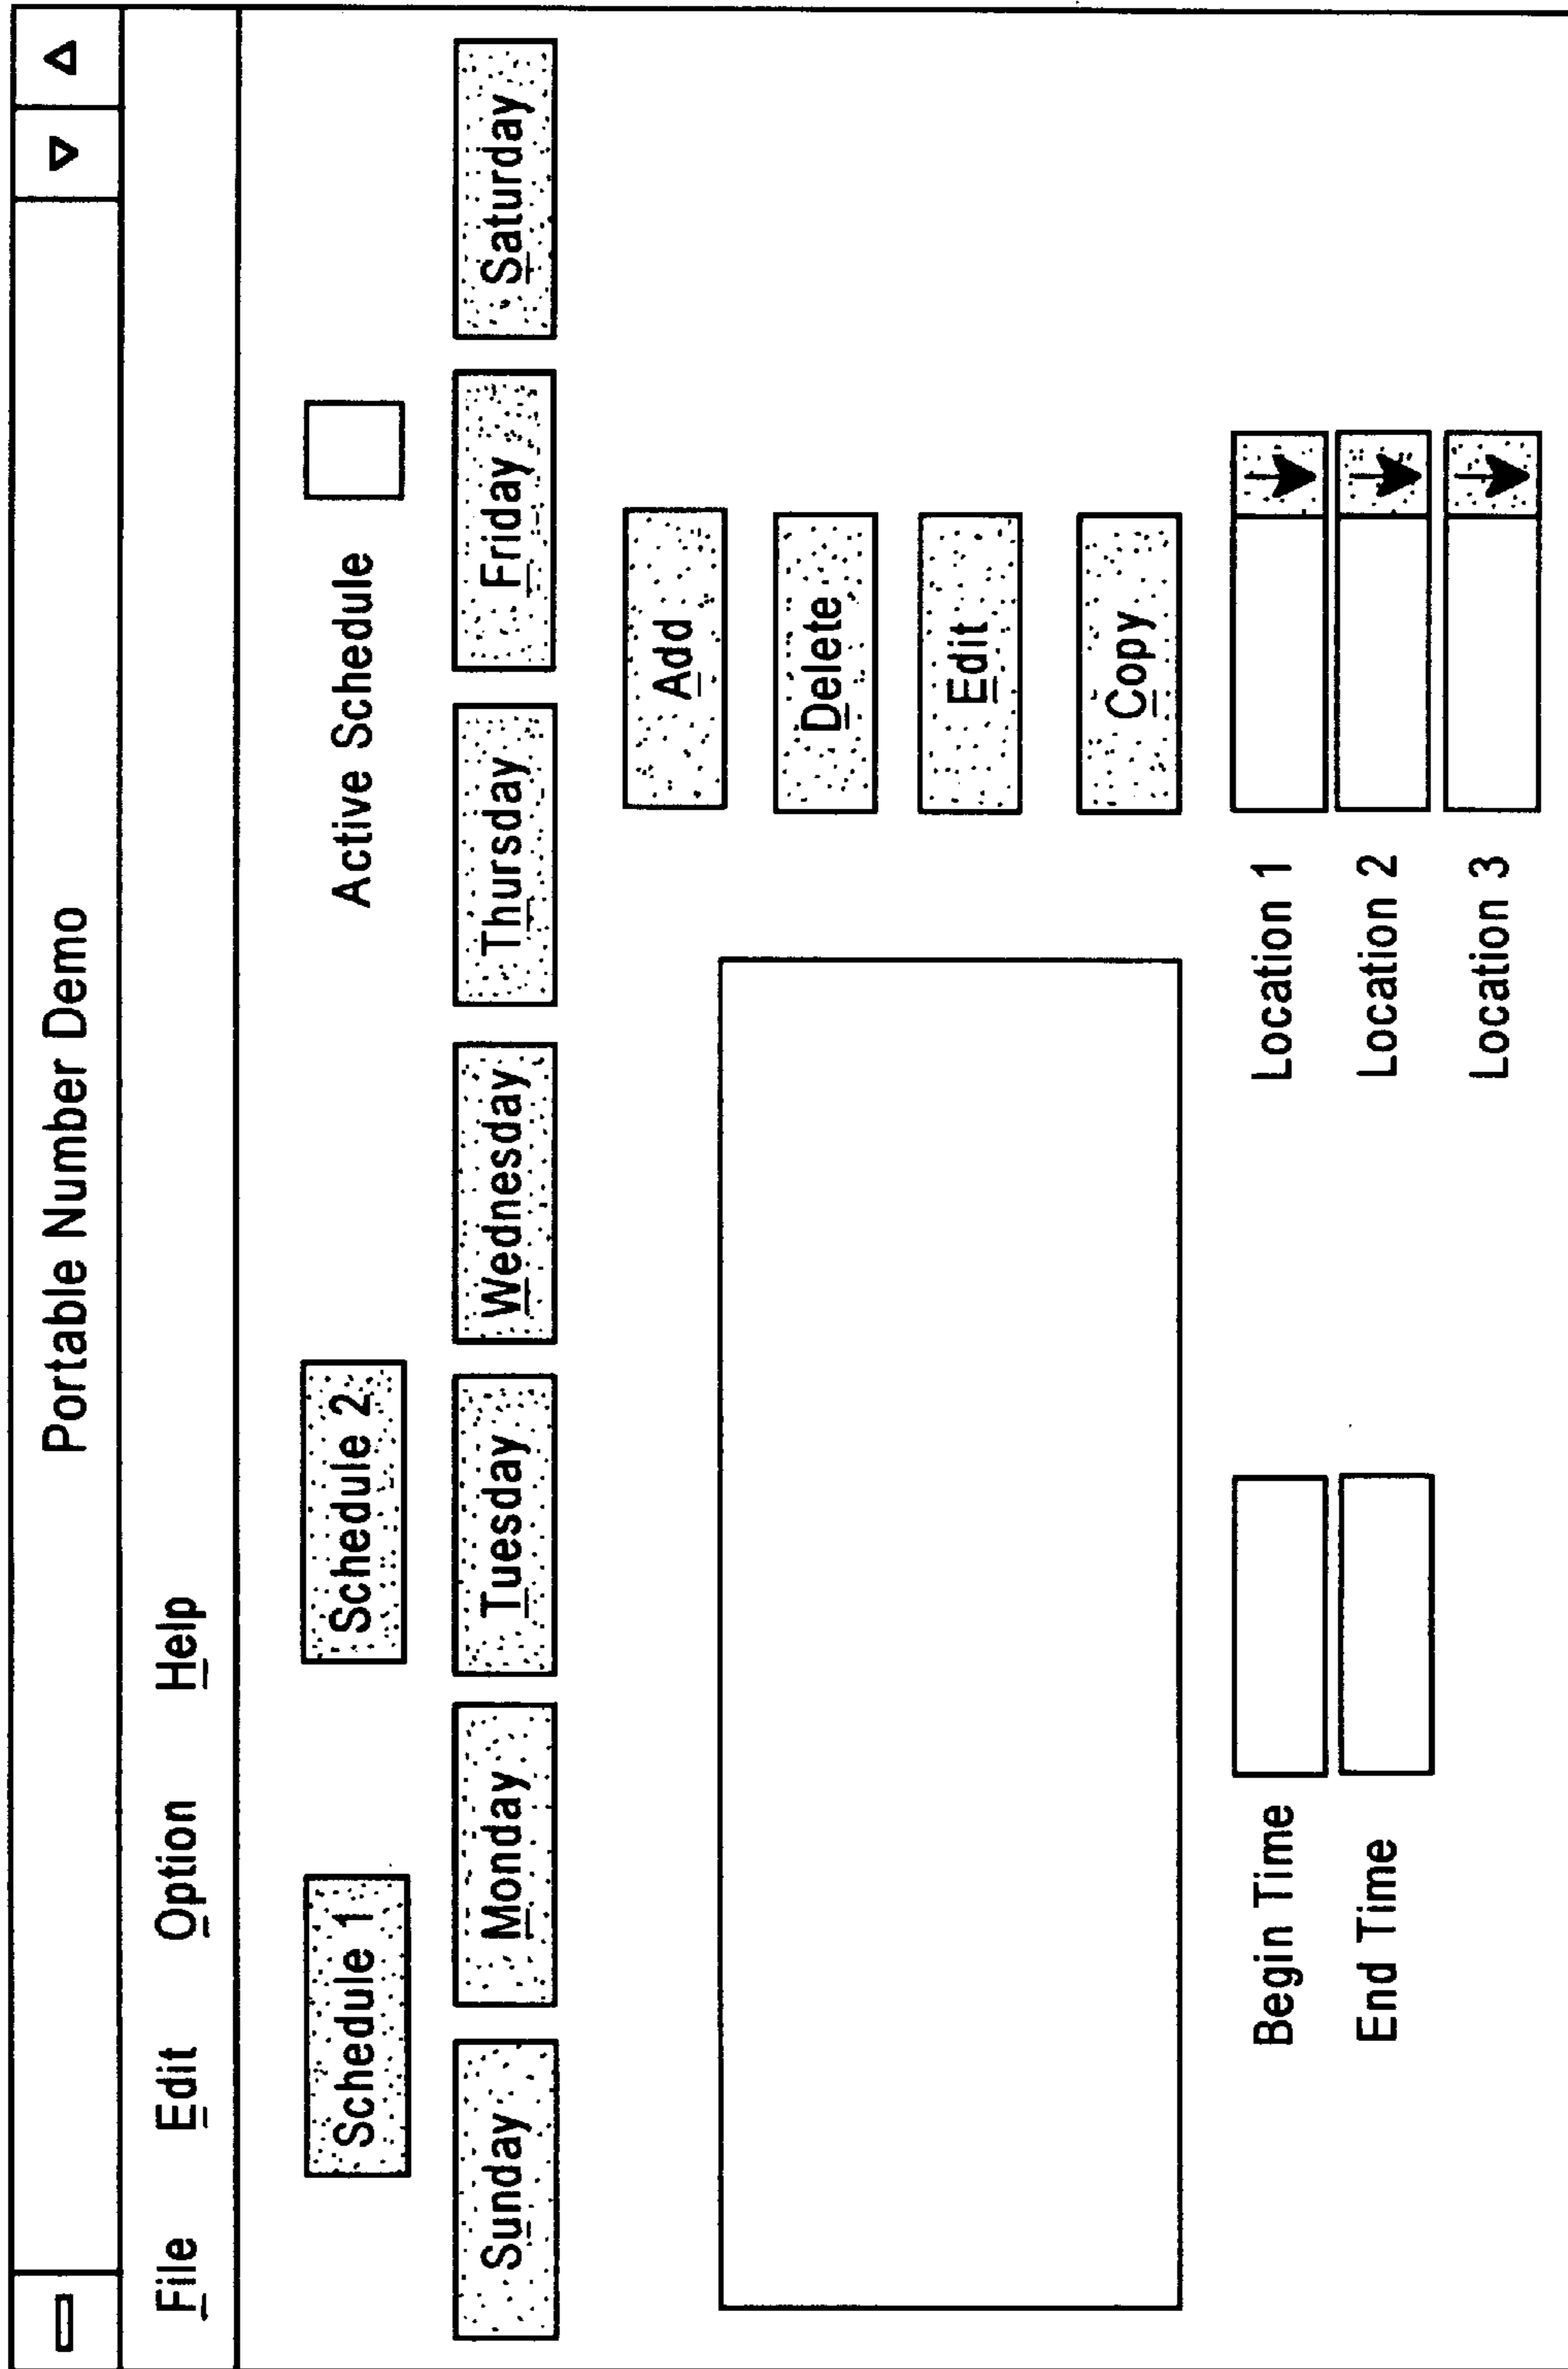 Portable Number Demo
File Edit Option Help
Schedule 1 Schedule 2 Active Schedule
Sunday Monday Tuesday Wednesday Thursday Friday Saturday
Add
Delete
Edit
Copy
Begin Time Location 1
End Time Location 2
Location 3